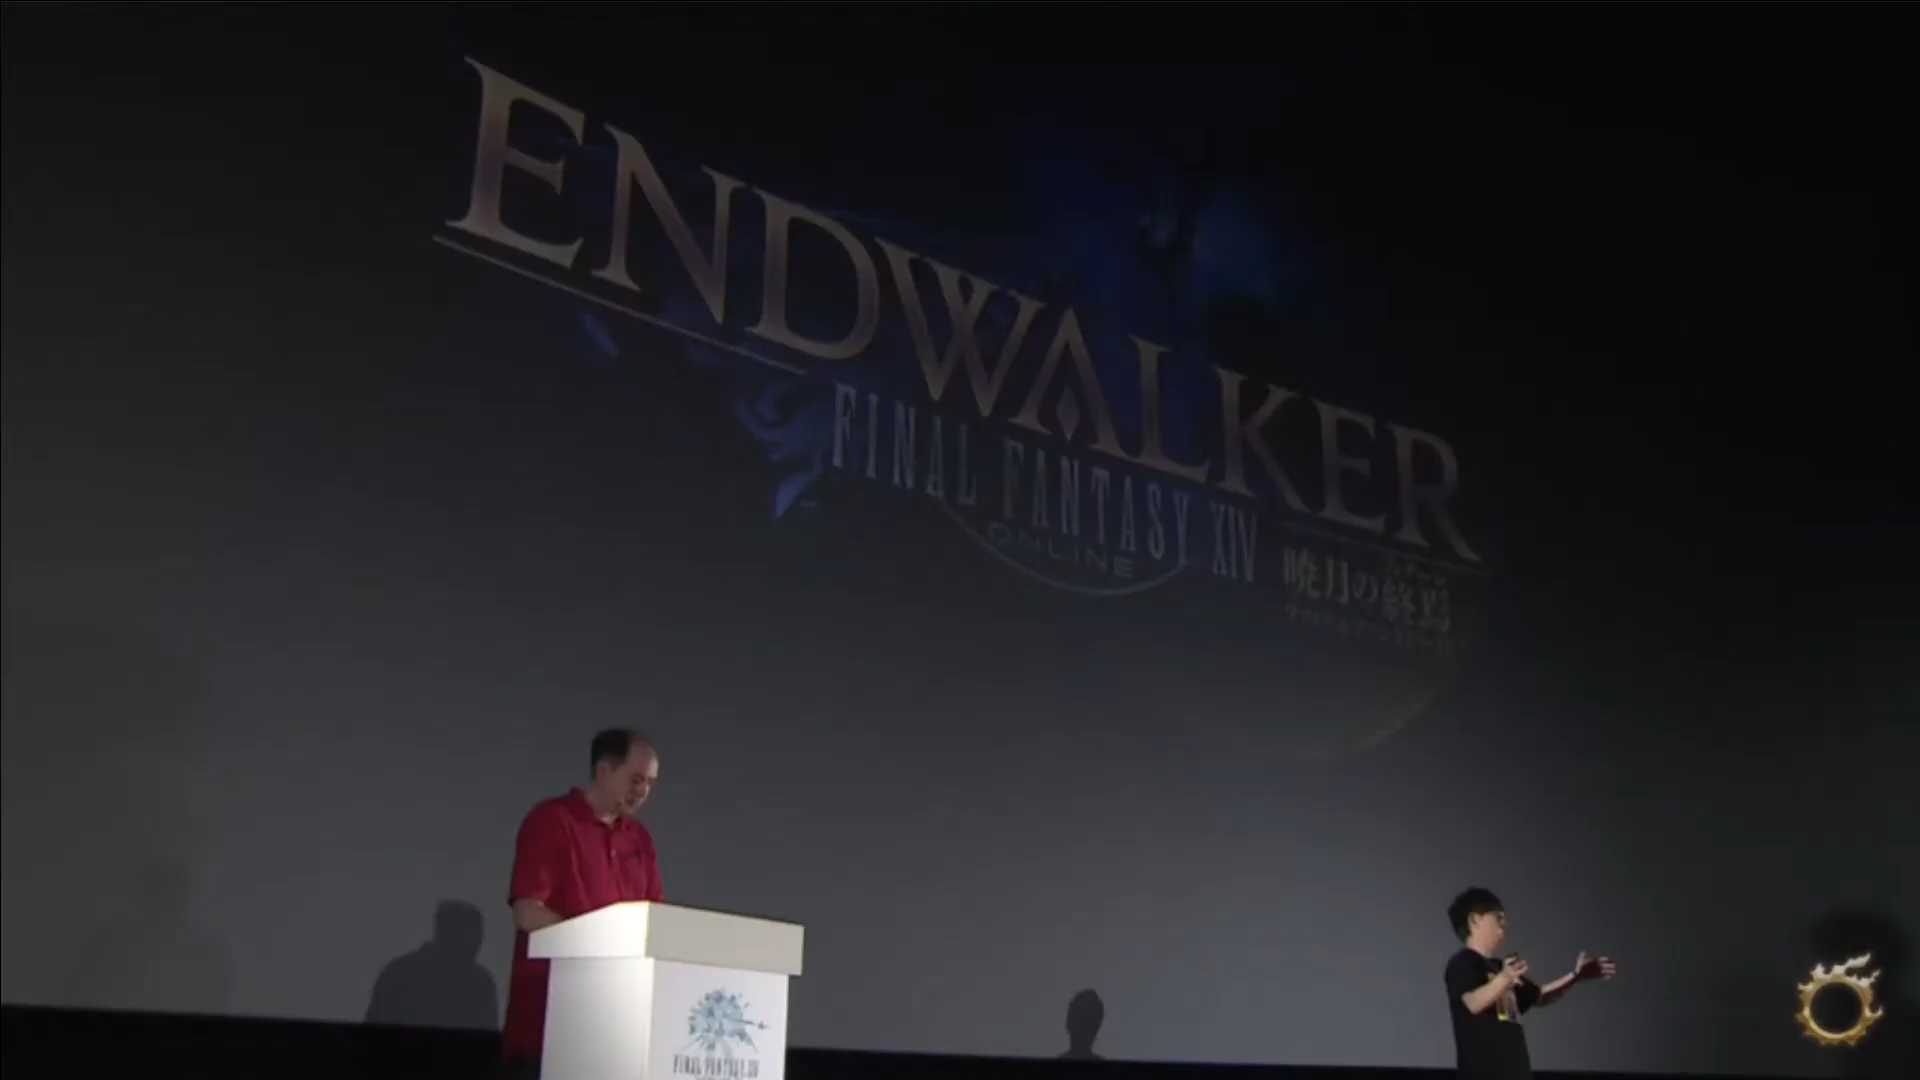 ENDWALKER
FINAL FANTASY XIV
ONLINE
暁月の終焉
FINAL FANTASY XIV